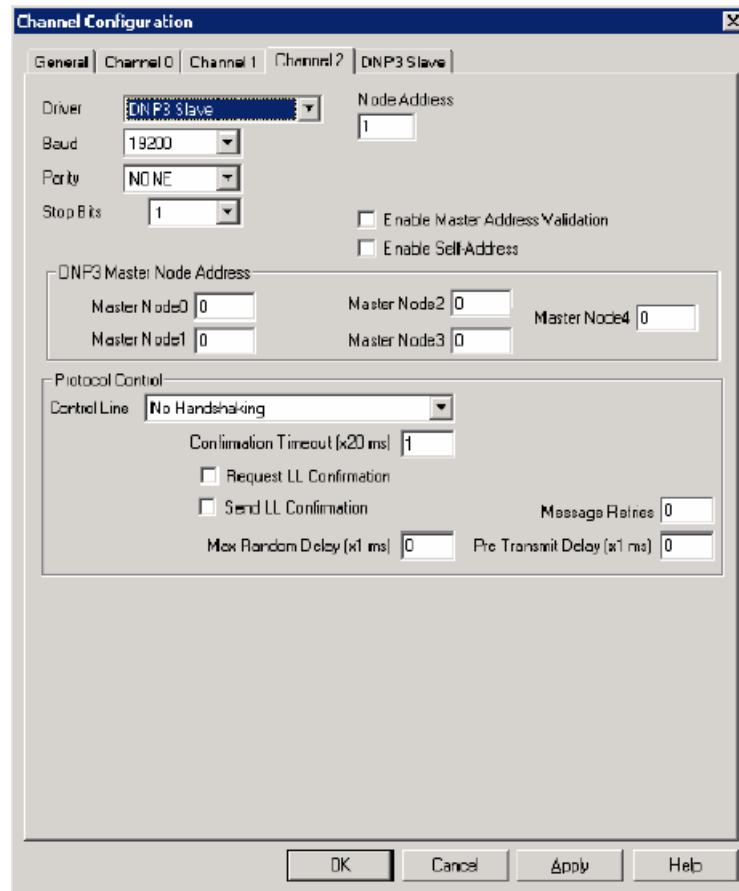 Channel Configuration
General Channel 0 Channel 1 Channel 2 DNP3 Slave
Driver DNP3 Slave
Node Address
1
Baud 19200
Parity NONE
Stop Bits 1
Enable Master Address Validation
Enable Self-Address
DNP3 Master Node Address
Master Node0 0 Master Node2 0 Master Node4 0
Master Node1 0 Master Node3 0
Protocol Control
Control Line No Handshaking
Confirmation Timeout (x20 ms) 1
Request LL Confirmation
Send LL Confirmation
Message Retries 0
Max Random Delay (x1 ms) 0 Pre Transmit Delay (x1 ms) 0
OK Cancel Apply Help